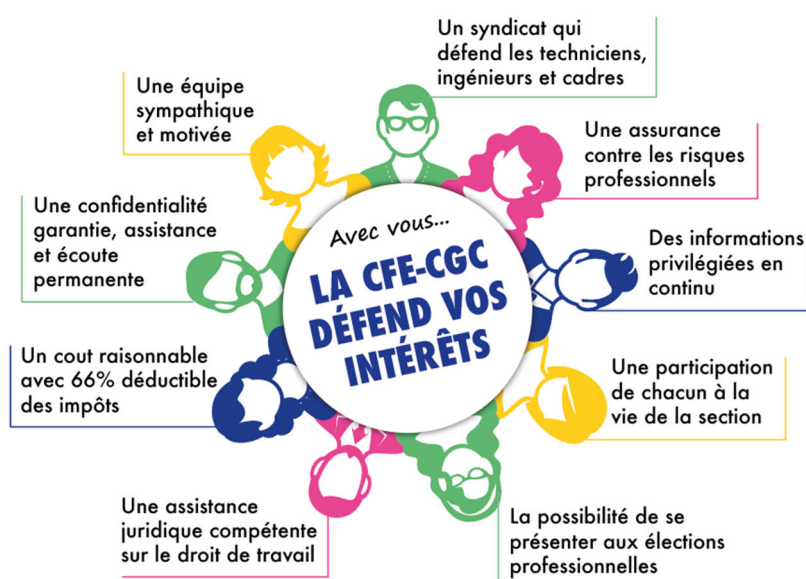 Un syndicat qui
défend les techniciens,
ingénieurs et cadres
Une équipe
sympathique
et motivée
Une assurance
contre les risques
professionnels
Une confidentialité
garantie, assistance
et écoute
permanente
Avec vous...
LA CFE-CGC
DÉFEND VOS
INTÉRÊTS
Des informations
privilégiées en
continu
Un cout raisonnable
avec 66% déductible
des impôts
Une participation
de chacun à la
vie de la section
Une assistance
juridique compétente
sur le droit de travail
La possibilité de se
présenter aux élections
professionnelles